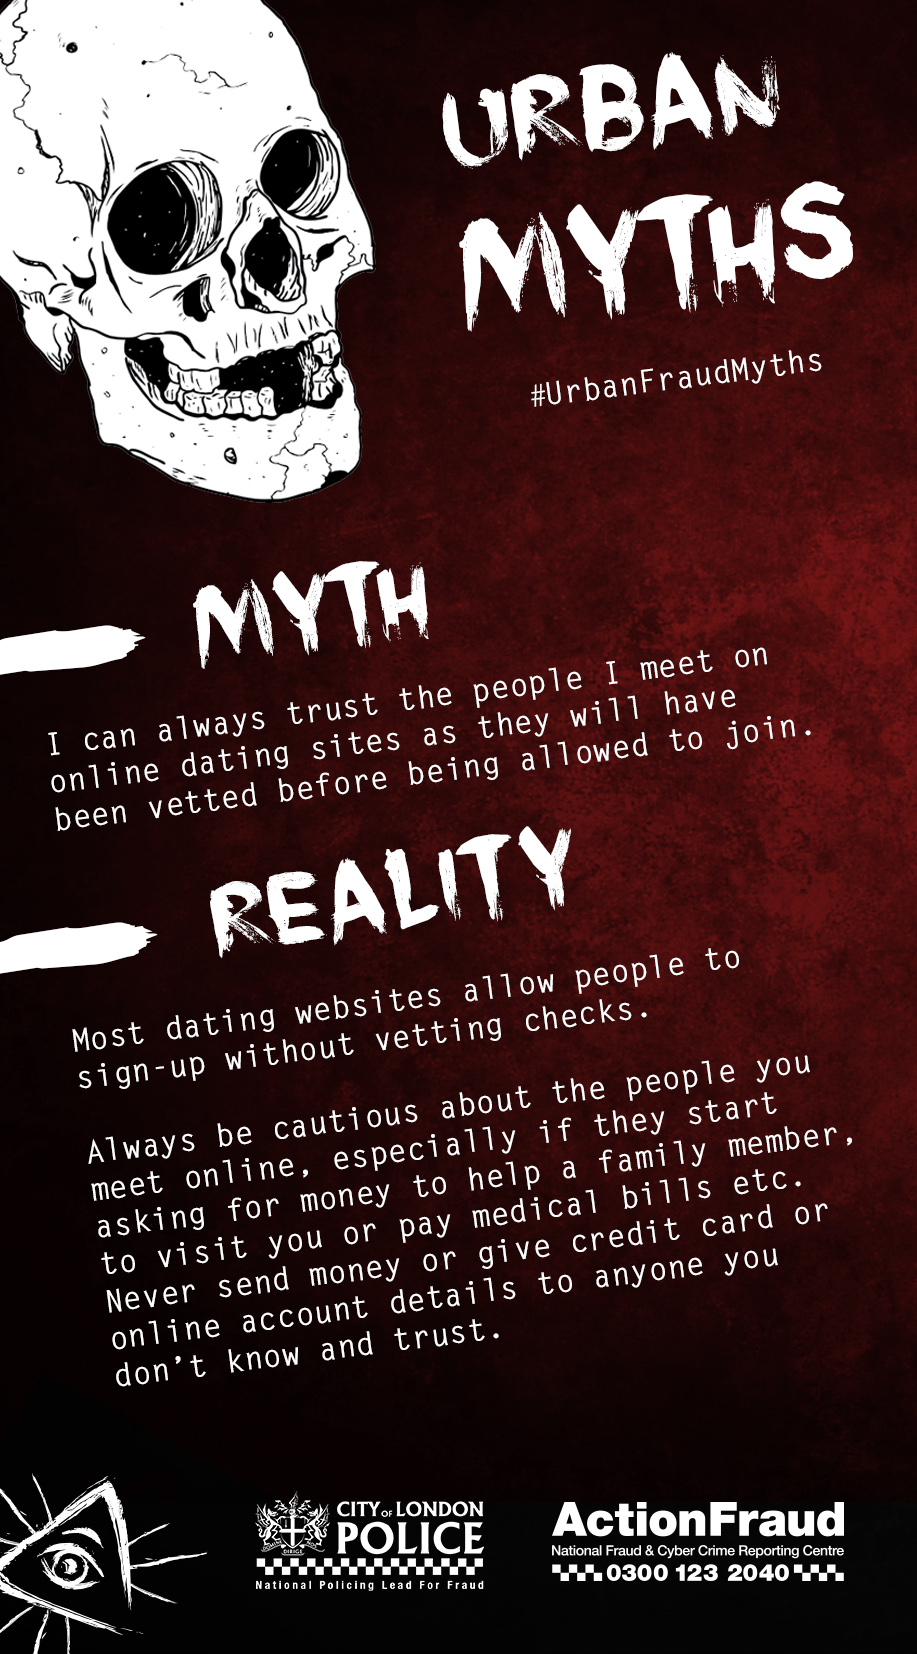 URBAN
MYTHS
#UrbanFraudMyths
MYTH
I can always trust the people I meet on
online dating sites as they will have
been vetted before being allowed to join.
REALITY
Most dating websites allow people to
sign-up without vetting checks.
Always be cautious about the people you
meet online, especially if they start
asking for money to help a family member,
to visit you or pay medical bills etc.
Never send money or give credit card or
online account details to anyone you
don't know and trust.
CITY OF LONDON
POLICE
DIRIGE
National Policing Lead For Fraud
ActionFraud
National Fraud & Cyber Crime Reporting Centre
0300 123 2040